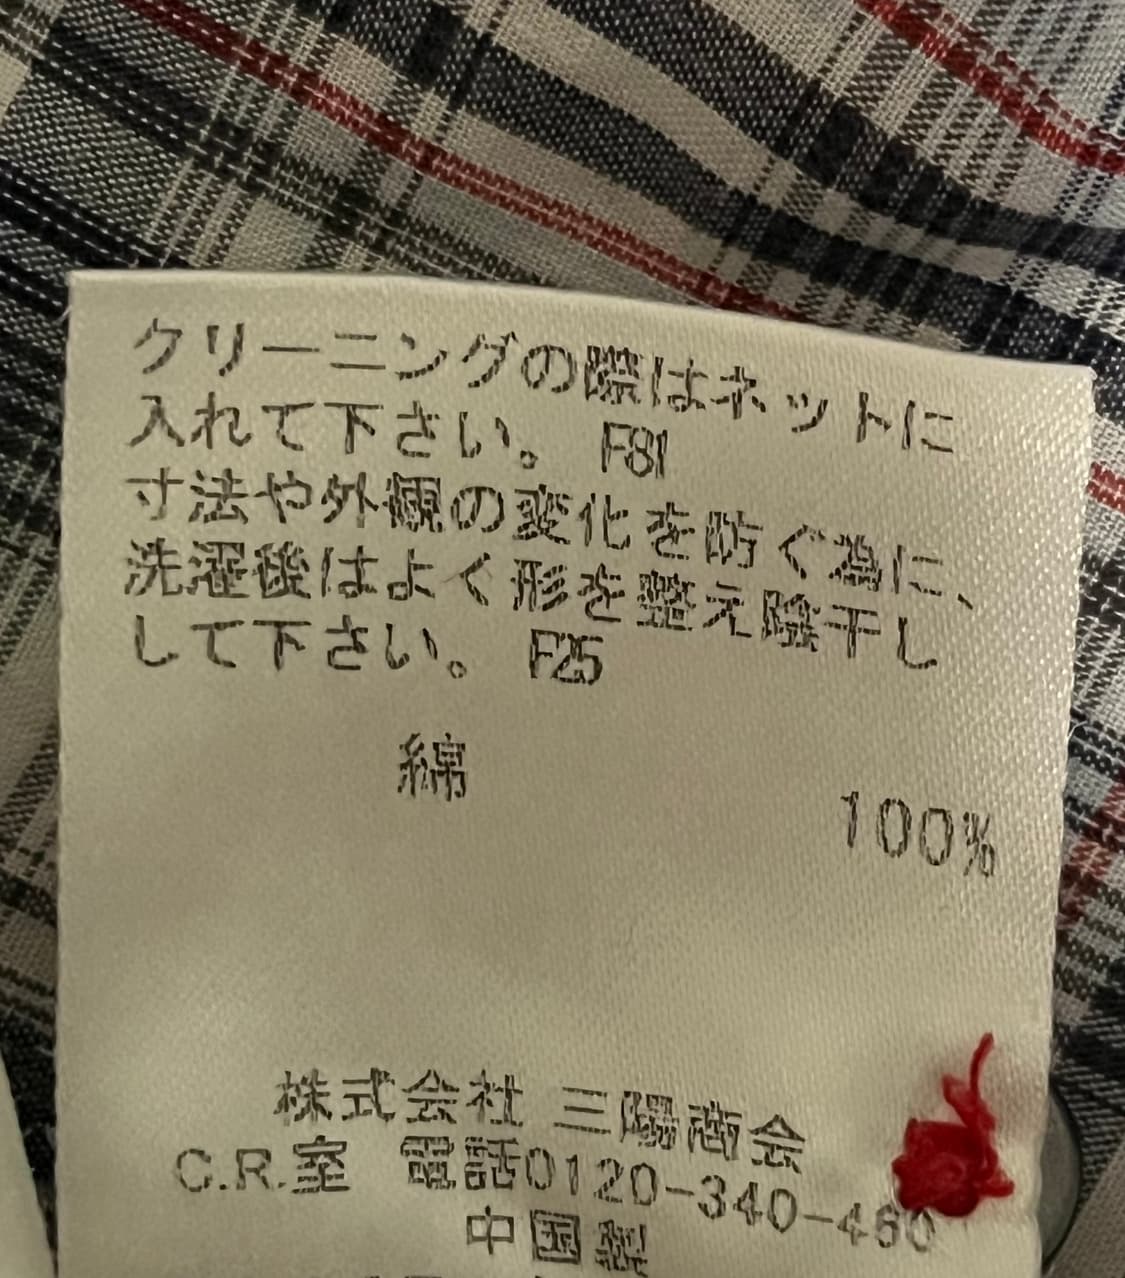 クリーニングの際はネットに
入れて下さい。 F81
寸法や外観の変化を防ぐ為に、
洗濯後はよく形を整え陰干し
して下さい。 F25
綿
100%
株式会社 三陽商会
C.R.室 電話0120-340-460
中国製